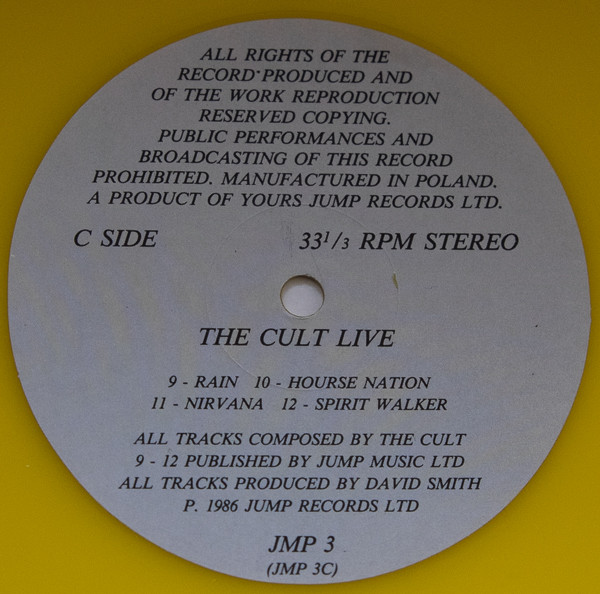 ALL RIGHTS OF THE
RECORD PRODUCED AND
OF THE WORK REPRODUCTION
RESERVED COPYING.
PUBLIC PERFORMANCES AND
BROADCASTING OF THIS RECORD
PROHIBITED. MANUFACTURED IN POLAND.
A PRODUCT OF YOURS JUMP RECORDS LTD.
C SIDE 33 1/3 RPM STEREO
THE CULT LIVE
9 - RAIN 10 - HOURSE NATION
11 - NIRVANA 12 - SPIRIT WALKER
ALL TRACKS COMPOSED BY THE CULT
9 - 12 PUBLISHED BY JUMP MUSIC LTD
ALL TRACKS PRODUCED BY DAVID SMITH
P. 1986 JUMP RECORDS LTD
JMP 3
(JMP 3C)